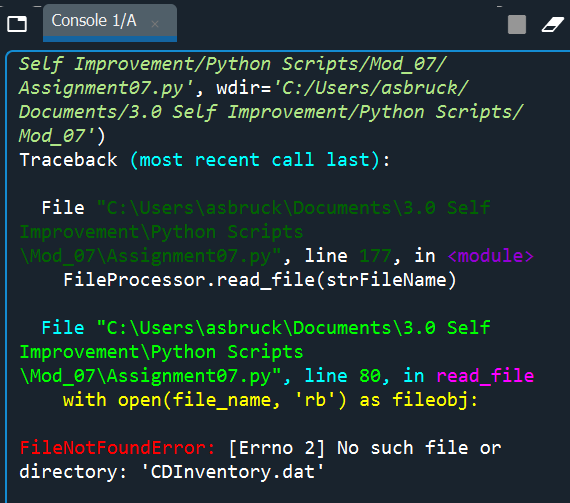 Console 1/A
Self Improvement/Python Scripts/Mod_07/
Assignment07.py', wdir='C:/Users/asbruck/
Documents/3.0 Self Improvement/Python Scripts/
Mod_07')
Traceback (most recent call last):
File "C:\Users\asbruck\Documents\3.0 Self
Improvement\Python Scripts
\Mod_07\Assignment07.py", line 177, in <module>
FileProcessor.read_file(strFileName)
File "C:\Users\asbruck\Documents\3.0 Self
Improvement\Python Scripts
\Mod_07\Assignment07.py", line 80, in read_file
with open(file_name, 'rb') as fileobj:
FileNotFoundError: [Errno 2] No such file or
directory: 'CDInventory.dat'